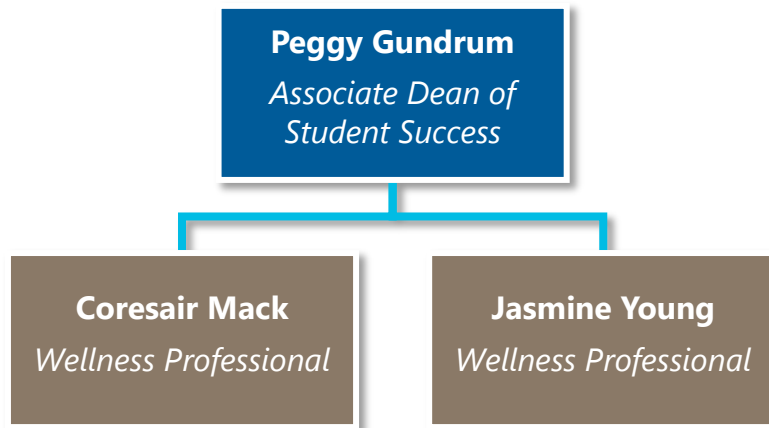 Peggy Gundrum
Associate Dean of
Student Success
Coresair Mack
Wellness Professional
Jasmine Young
Wellness Professional